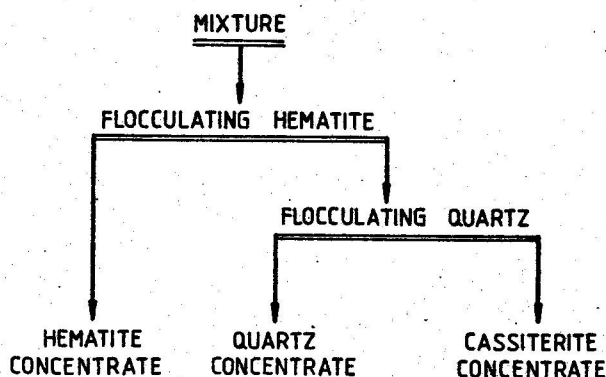 MIXTURE
FLOCCULATING HEMATITE
FLOCCULATING QUARTZ
HEMATITE
CONCENTRATE
QUARTZ
CONCENTRATE
CASSITERITE
CONCENTRATE